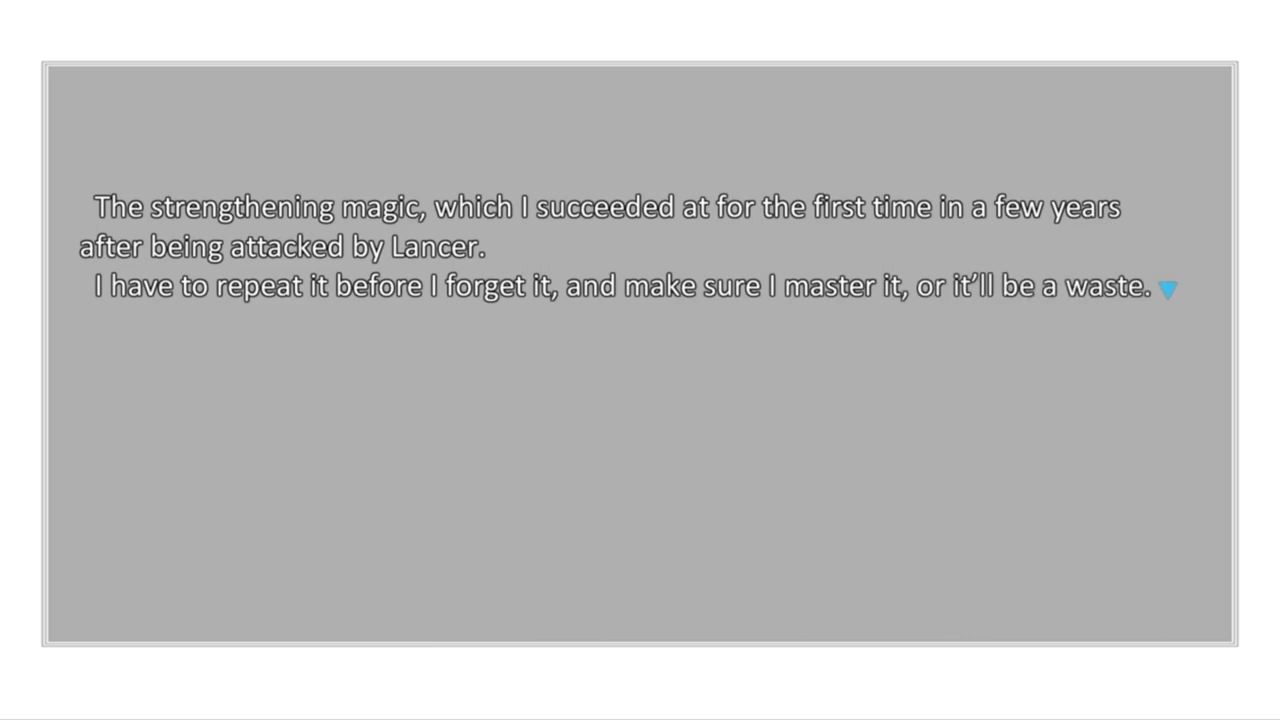 The strengthening magic, which I succeeded at for the first time in a few years
after being attacked by Lancer.
I have to repeat it before I forget it, and make sure I master it, or it’ll be a waste.